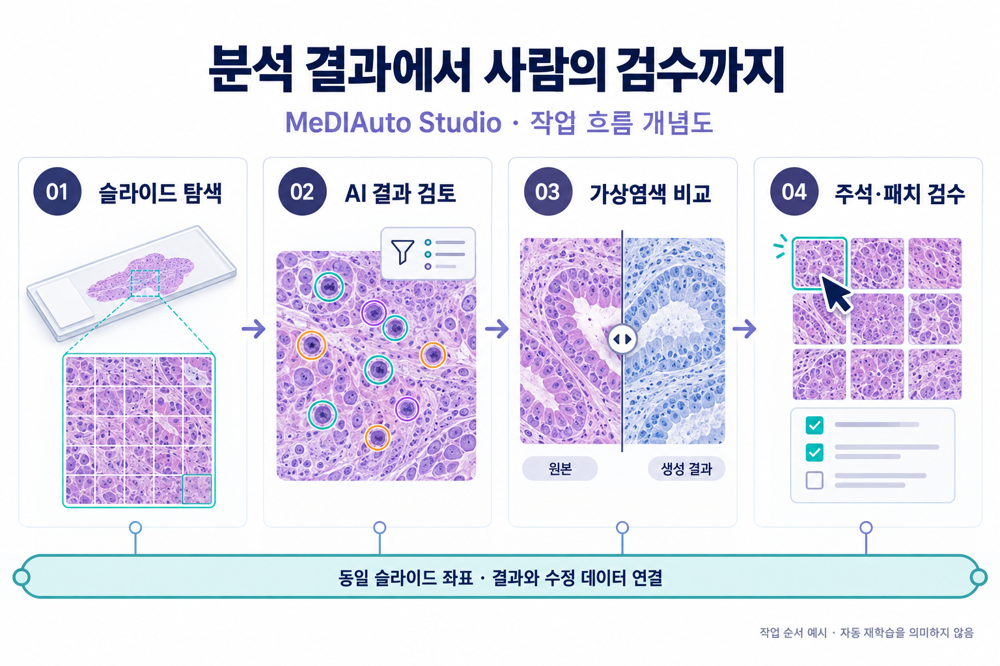 분석 결과에서 사람의 검수까지
MeDIAuto Studio · 작업 흐름 개념도
01 슬라이드 탐색
02 AI 결과 검토
03 가상염색 비교
원본
생성 결과
04 주석·패치 검수
동일 슬라이드 좌표 · 결과와 수정 데이터 연결
작업 순서 예시 · 자동 재학습을 의미하지 않음